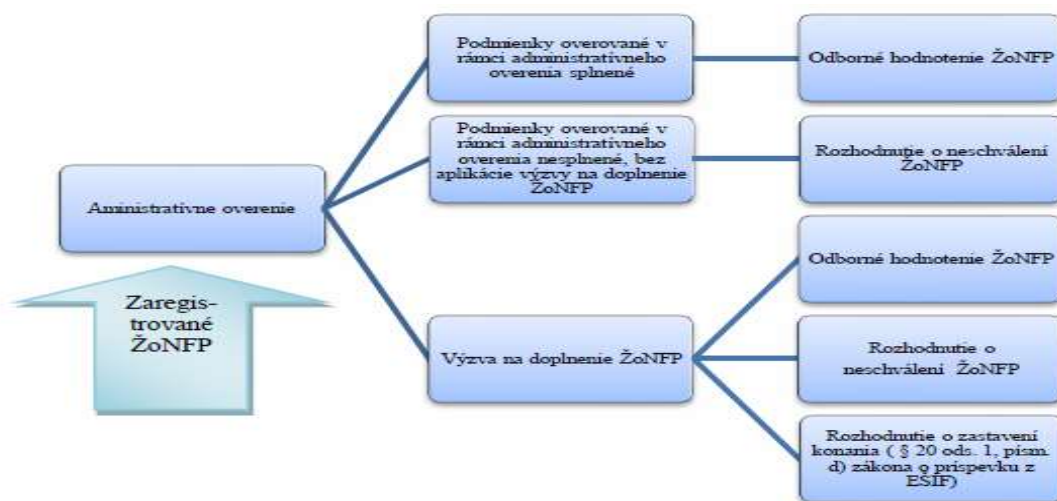 Podmienky overované v
rámci administratívneho
overenia splnené
Odborné hodnotenie ŽoNFP
Podmienky overované v
rámci administratívneho
overenia nesplnené, bez
aplikácie výzvy na doplnenie
ŽoNFP
Rozhodnutie o neschválení
ŽoNFP
Aministratívne overenie
Zaregis-
trované
ŽoNFP
Výzva na doplnenie ŽoNFP
Odborné hodnotenie ŽoNFP
Rozhodnutie o
neschválení ŽoNFP
Rozhodnutie o zastavení
konania ( § 20 ods. 1, písm.
d) zákona o príspevku z
EŠIF)